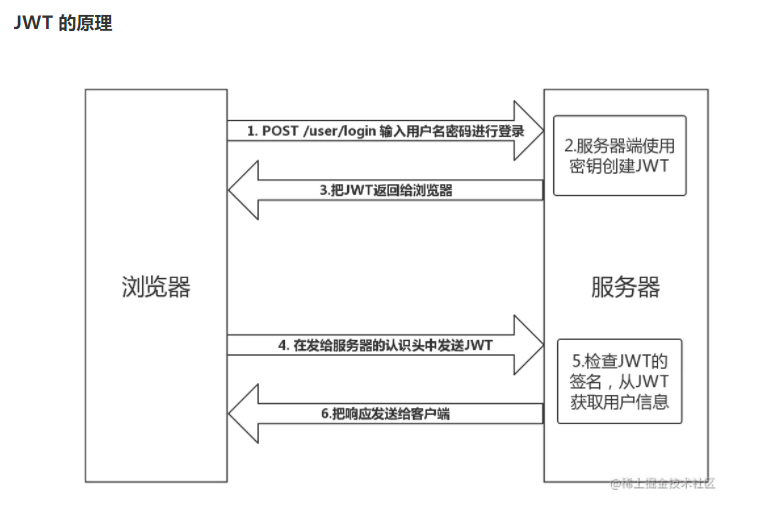 JWT 的原理
1. POST /user/login 输入用户名密码进行登录
2.服务器端使用
密钥创建JWT
3.把JWT返回给浏览器
浏览器
服务器
4. 在发给服务器的认识头中发送JWT
5.检查JWT的
签名，从JWT
获取用户信息
6.把响应发送给客户端
@稀土掘金技术社区